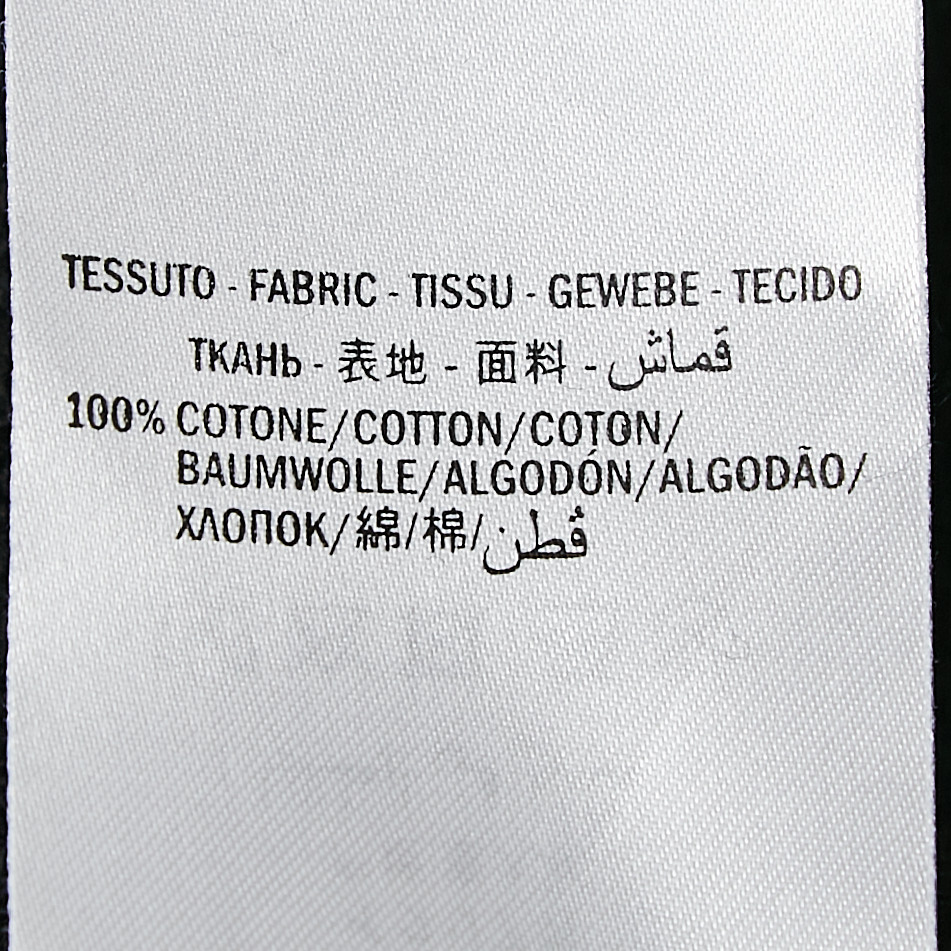 TESSUTO - FABRIC - TISSU - GEWEBE - TECIDO
ТКАНЬ - 表地 - 面料 - قماش
100% COTONE/COTTON/COTON/
BAUMWOLLE/ALGODÓN/ALGODÃO/
ХЛОПОК/綿/棉/قطن